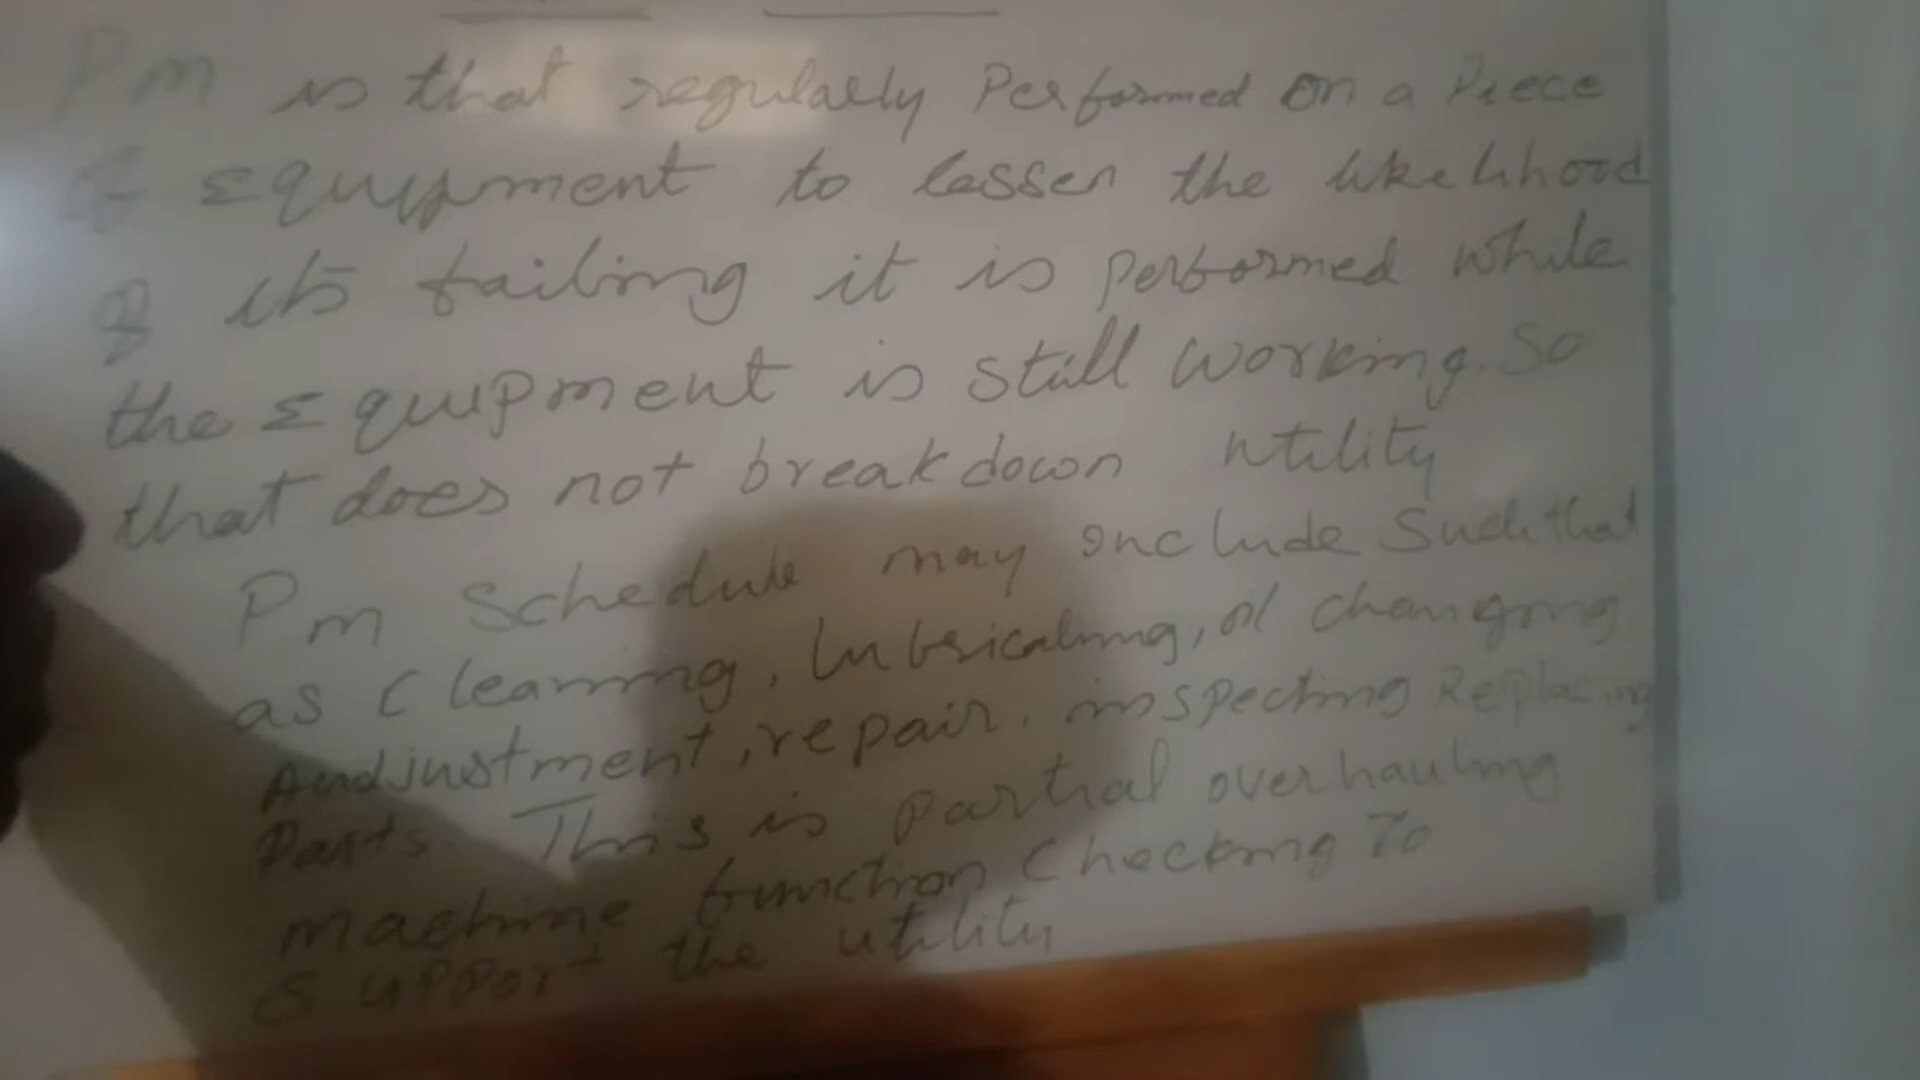 Pm is that regularly Performed on a Piece
of Equipment to lessen the likelihood
of its failing it is performed while
the Equipment is still working. So
that does not breakdown utility
Pm Schedule may include Such that
as Cleaning, lubricating, oil changing
Andjustment, repair. inspecting Replacing
Parts. This is partial overhauling
machine function checking To
Support the utility